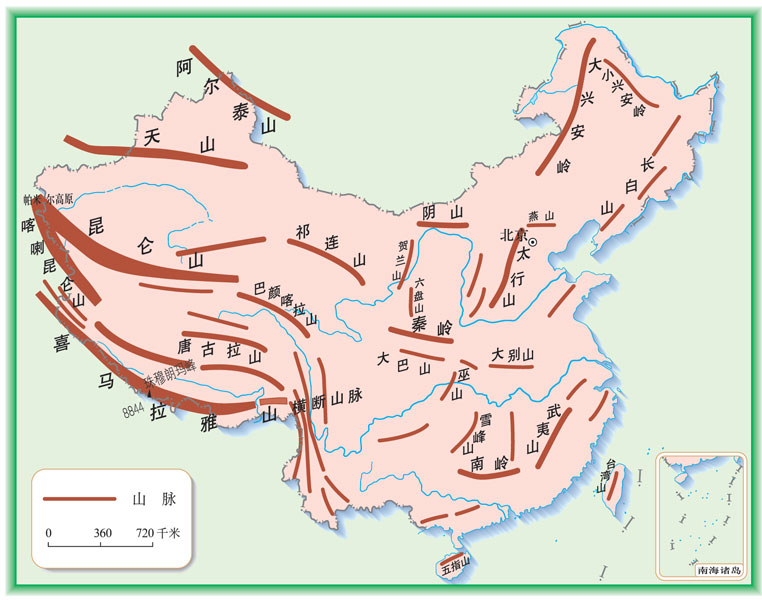 阿尔泰山
天山
大兴安岭
小兴安岭
长白山
帕米尔高原
喀喇昆仑山
昆仑山
祁连山
阴山
燕山
北京
贺兰山
太行山
六盘山
巴颜喀拉山
秦岭
唐古拉山
大巴山
大别山
巫山
喜马拉雅山
珠穆朗玛峰
8844
横断山脉
雪峰山
武夷山
南岭
台湾山
五指山
山脉
0 360 720千米
南海诸岛